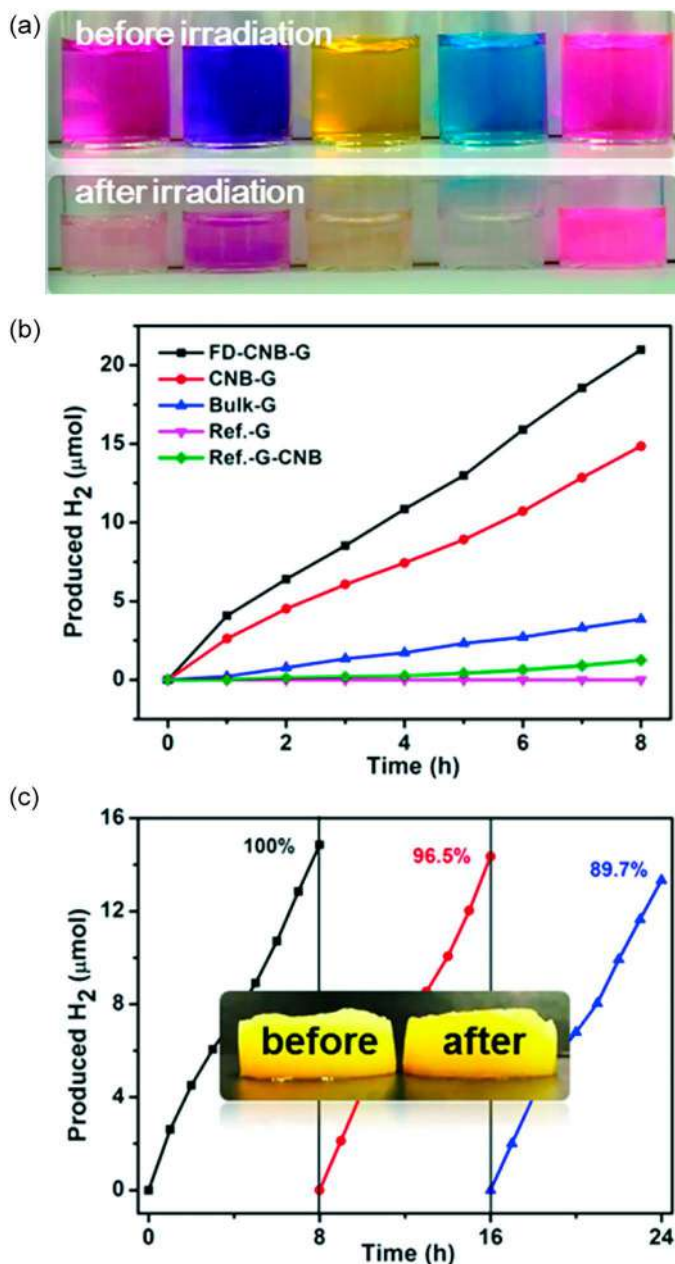 (a)
before irradiation
after irradiation
(b)
Produced H₂ (μmol)
20
15
10
5
0
FD-CNB-G
CNB-G
Bulk-G
Ref.-G
Ref.-G-CNB
0 2 4 6 8
Time (h)
(c)
Produced H₂ (μmol)
16
12
8
4
0
100%
96.5%
89.7%
before after
0 8 16 24
Time (h)